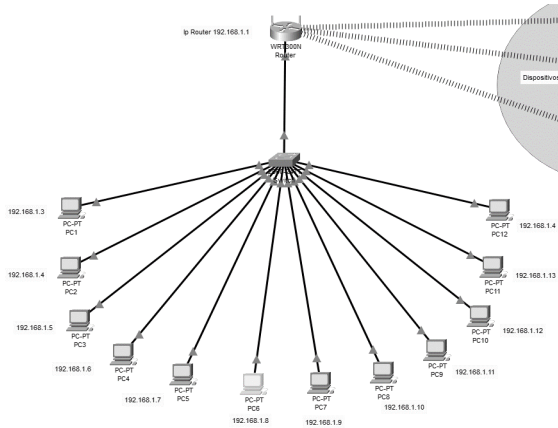 Ip Router 192.168.1.1
WRT300N
Router
Dispositivos
192.168.1.3
PC-PT
PC1
PC-PT
PC12
192.168.1.4
192.168.1.4
PC-PT
PC2
PC-PT
PC11
192.168.1.13
192.168.1.5
PC-PT
PC3
PC-PT
PC10
192.168.1.12
192.168.1.6
PC-PT
PC4
PC-PT
PC9
192.168.1.11
192.168.1.7
PC-PT
PC5
PC-PT
PC6
192.168.1.8
PC-PT
PC7
192.168.1.9
PC-PT
PC8
192.168.1.10